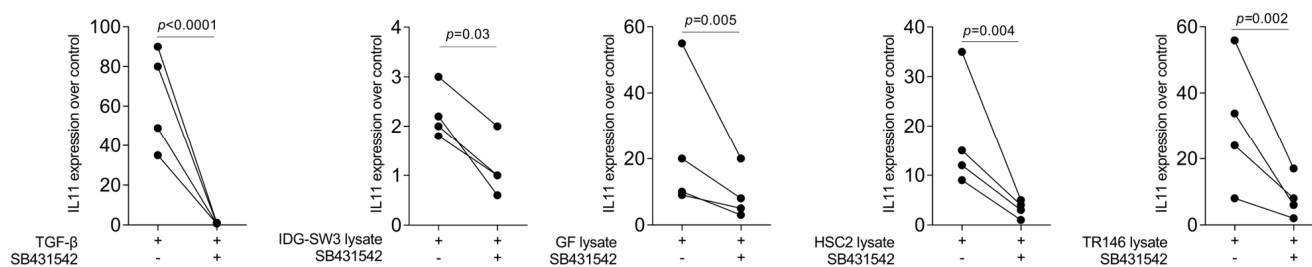 IL11 expression over control
100
80
60
40
20
0
p<0.0001
TGF-β + +
SB431542 - +
IL11 expression over control
4
3
2
1
0
p=0.03
IDG-SW3 lysate + +
SB431542 - +
IL11 expression over control
60
40
20
0
p=0.005
GF lysate + +
SB431542 - +
IL11 expression over control
40
30
20
10
0
p=0.004
HSC2 lysate + +
SB431542 - +
IL11 expression over control
60
40
20
0
p=0.002
TR146 lysate + +
SB431542 - +